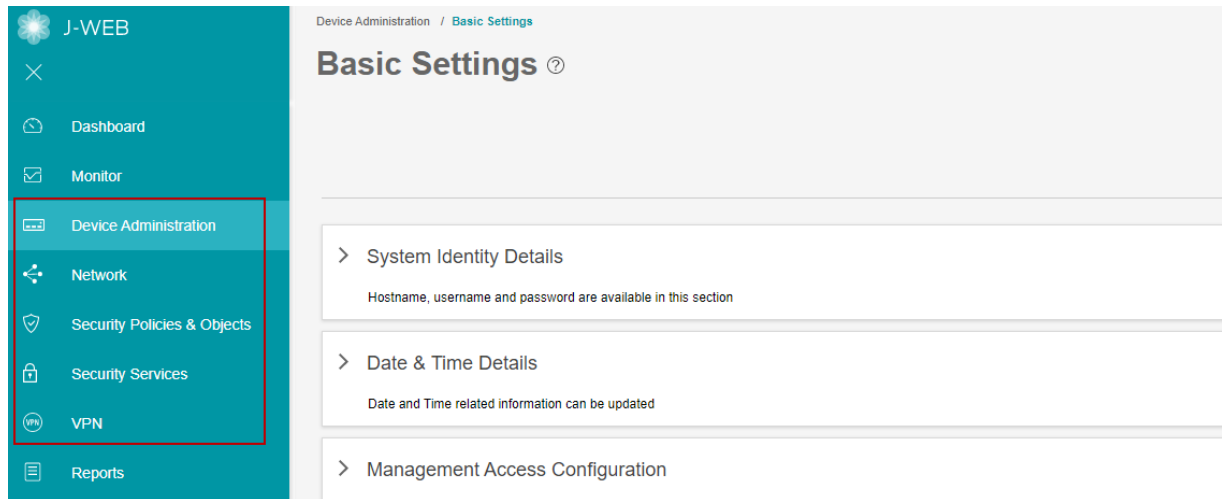 J-WEB
Dashboard
Monitor
Device Administration
Network
Security Policies & Objects
Security Services
VPN
VPN
Reports
Device Administration / Basic Settings
Basic Settings ?
System Identity Details
Hostname, username and password are available in this section
Date & Time Details
Date and Time related information can be updated
Management Access Configuration